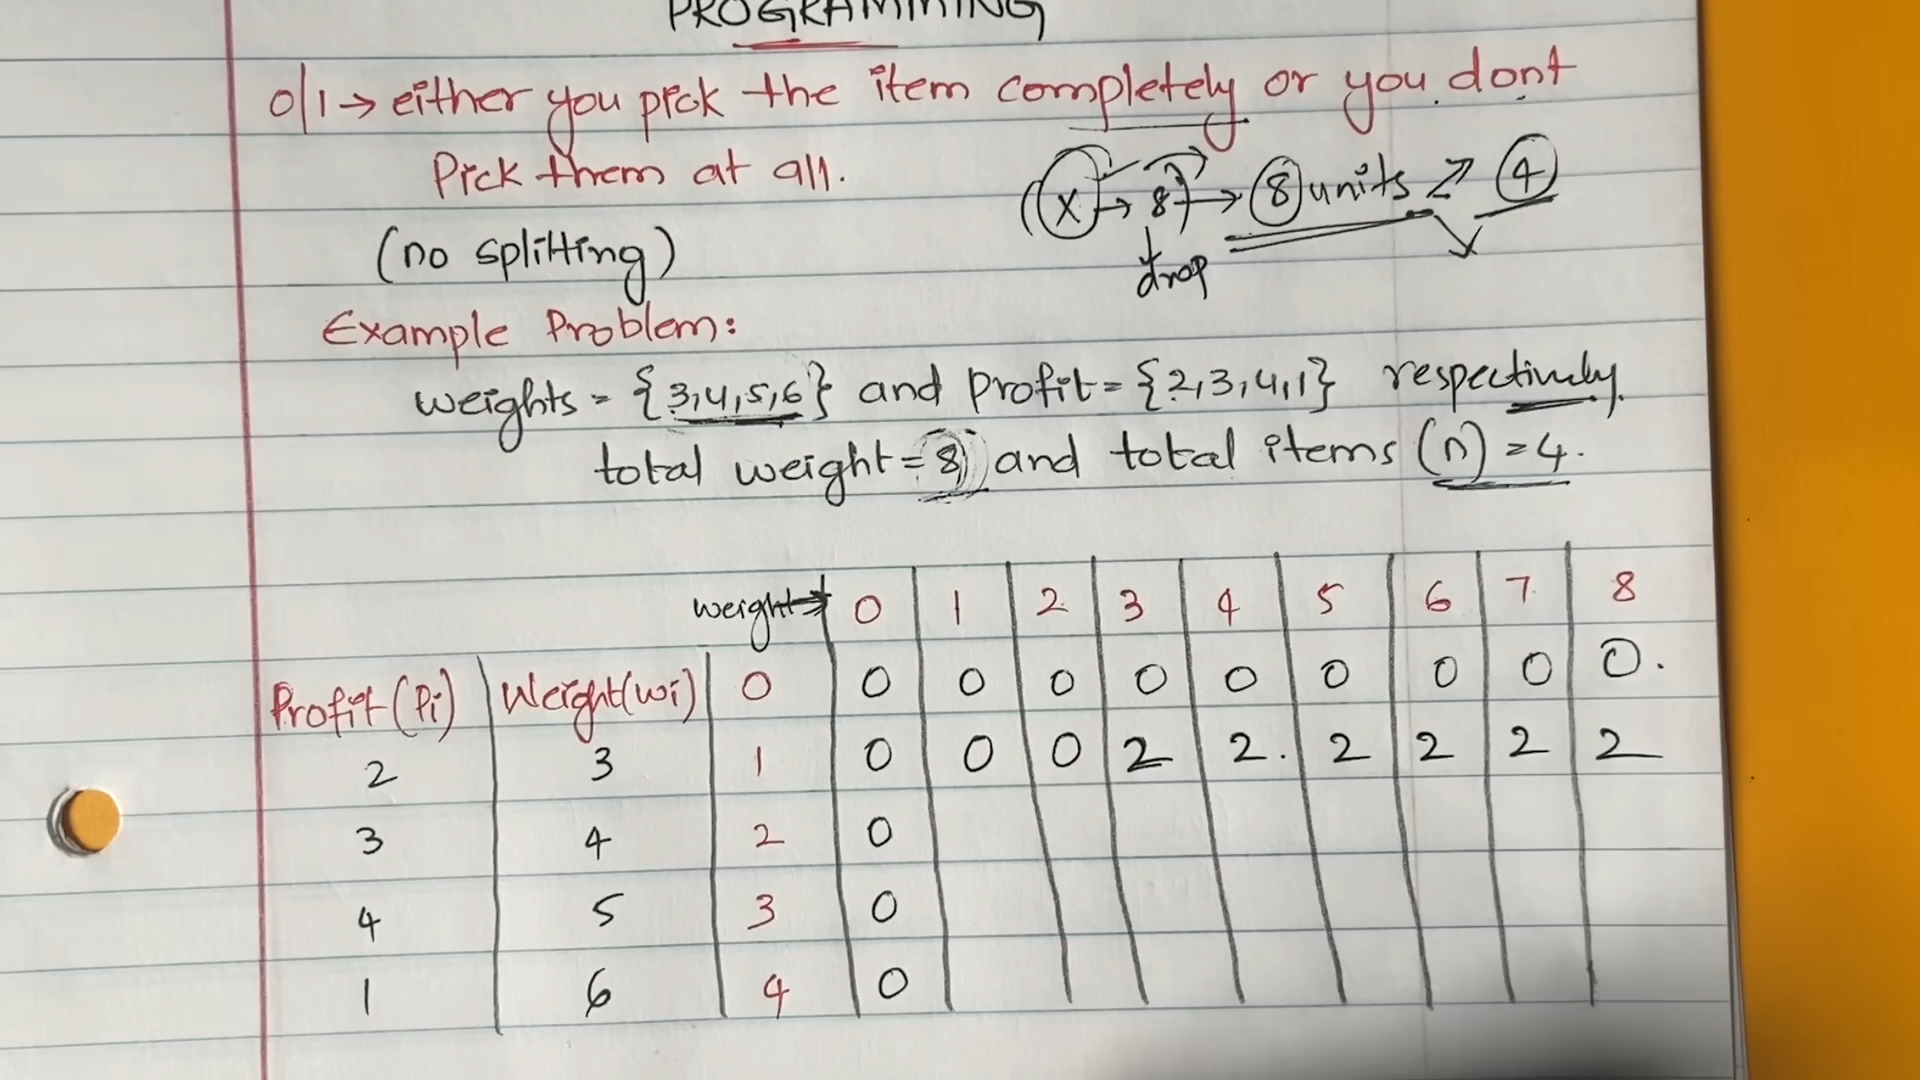 PROGRAMMING
0/1 → either you pick the item completely or you dont
Pick them at all.
(X → 8) → 8 units 4
drop
(no splitting)
Example Problem:
weights = {3,4,5,6} and Profit = {2,3,4,1} respectively
total weight = 8 and total items (n) = 4.
weight → 0 1 2 3 4 5 6 7 8
Profit (Pi) Weight (wi) 0 0 0 0 0 0 0 0 0 0.
2 3 1 0 0 0 2 2. 2 2 2 2
3 4 2 0
4 5 3 0
1 6 4 0